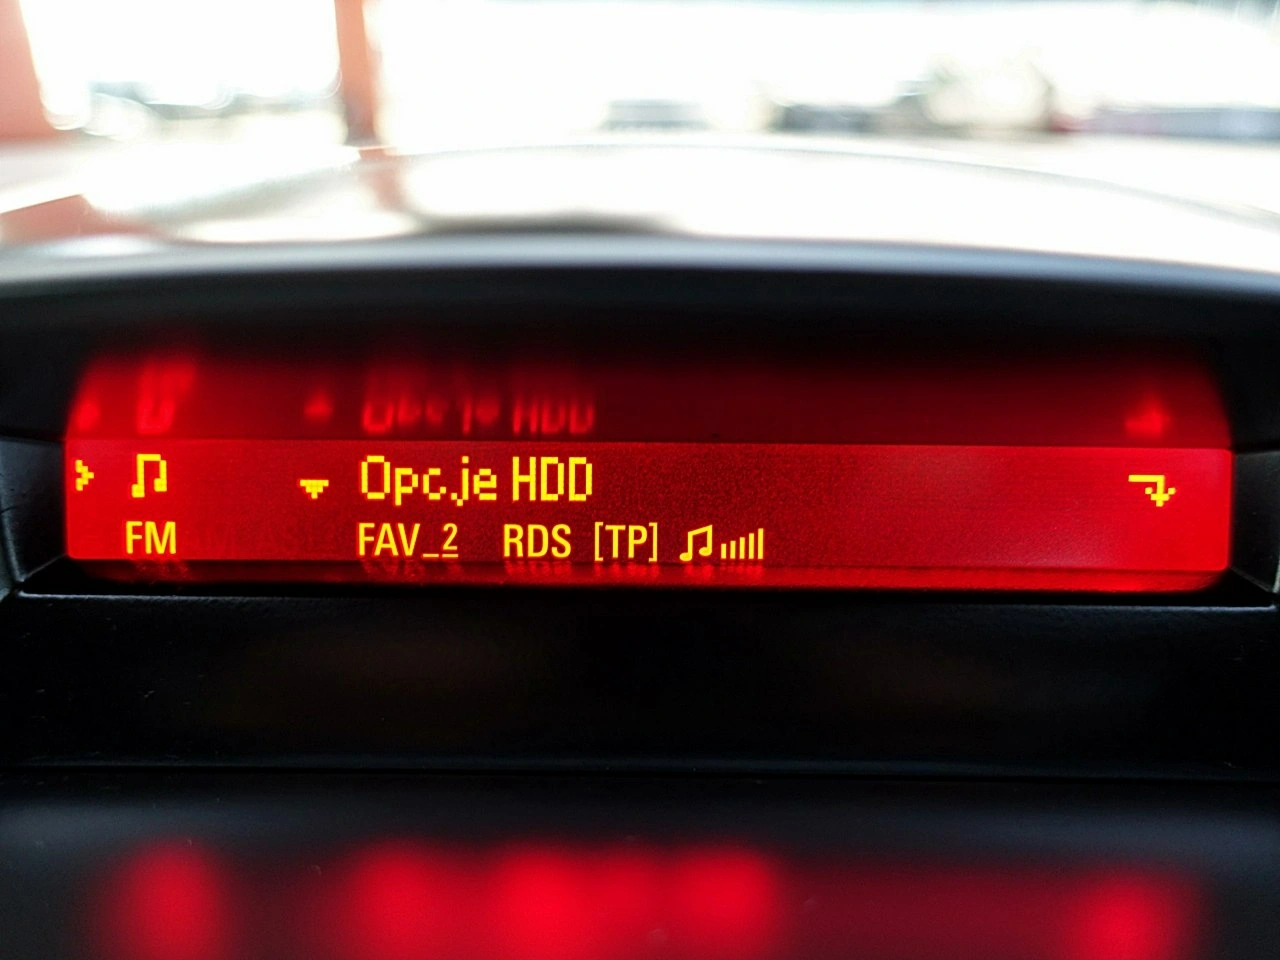 Opcje HDD
FM FAV_2 RDS [TP]